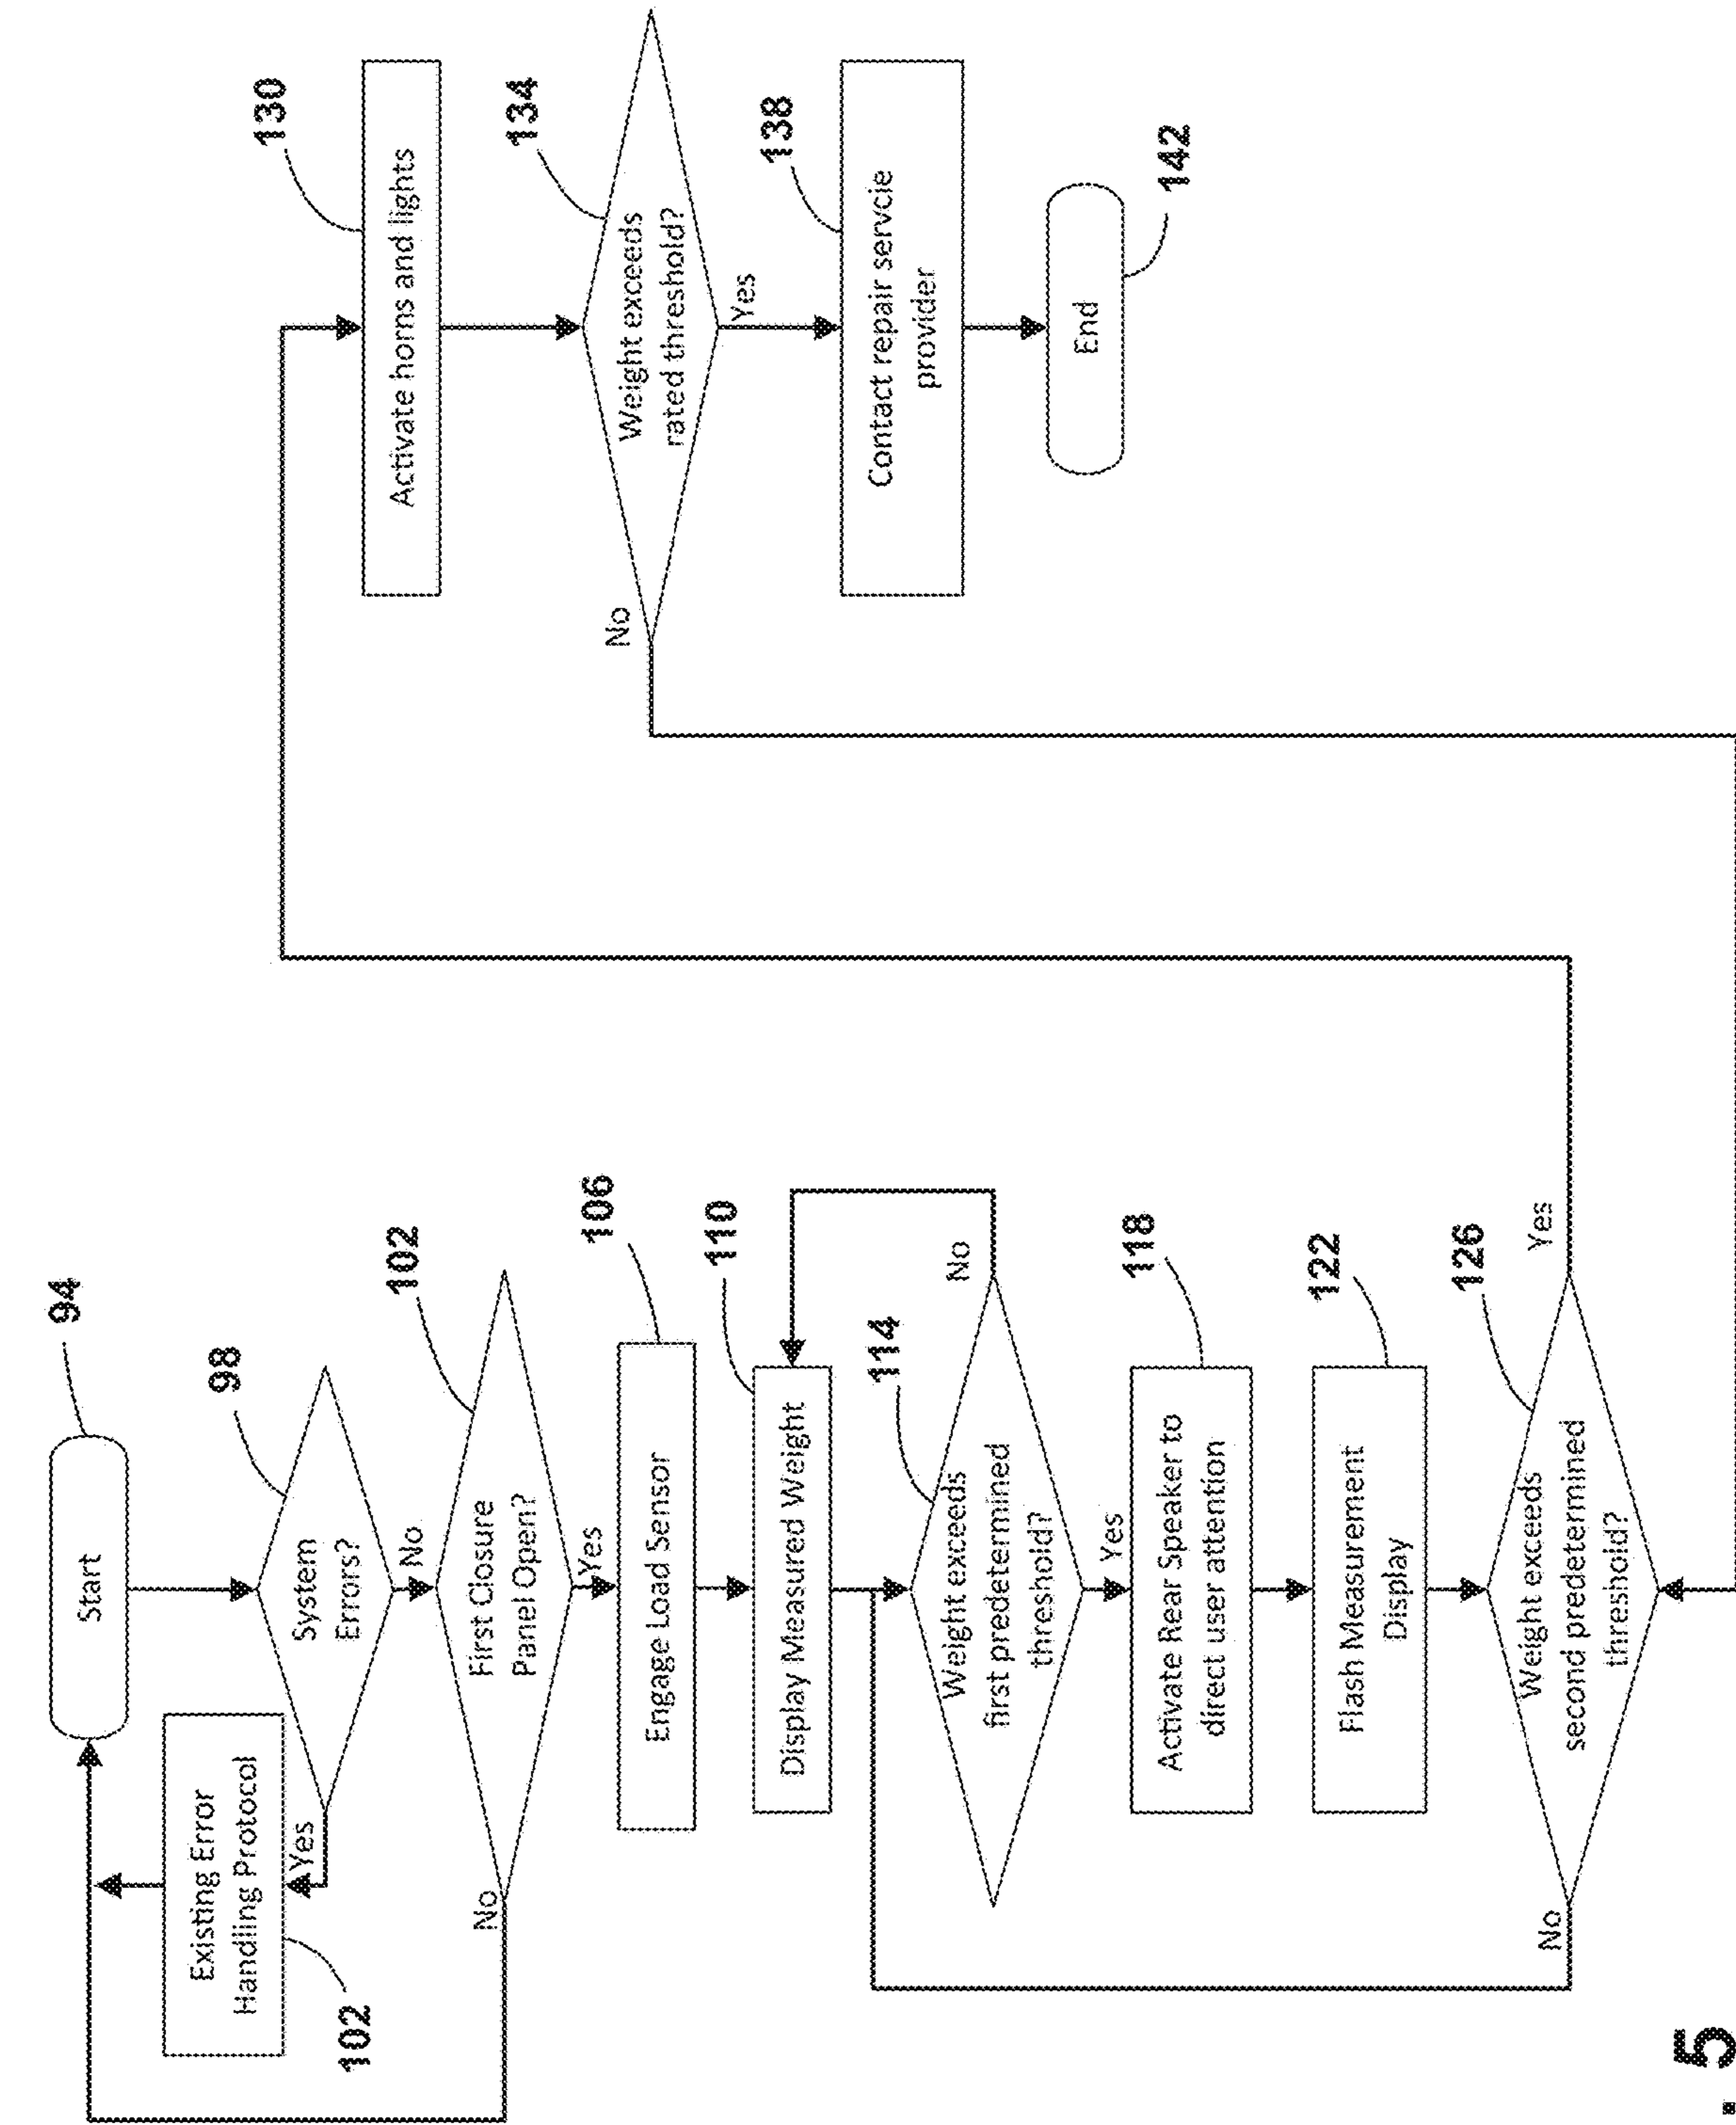 Start
94
98
System
Errors?
Yes
Existing Error
Handling Protocol
102
No
102
First Closure
Panel Open?
No
Yes
106
Engage Load Sensor
110
Display Measured Weight
114
Weight exceeds
first predetermined
threshold?
No
Yes
118
Activate Rear Speaker to
direct user attention
122
Flash Measurement
Display
126
Weight exceeds
second predetermined
threshold?
No
Yes
130
Activate horns and lights
134
Weight exceeds
rated threshold?
No
Yes
138
Contact repair servcie
provider
End
142
. 5